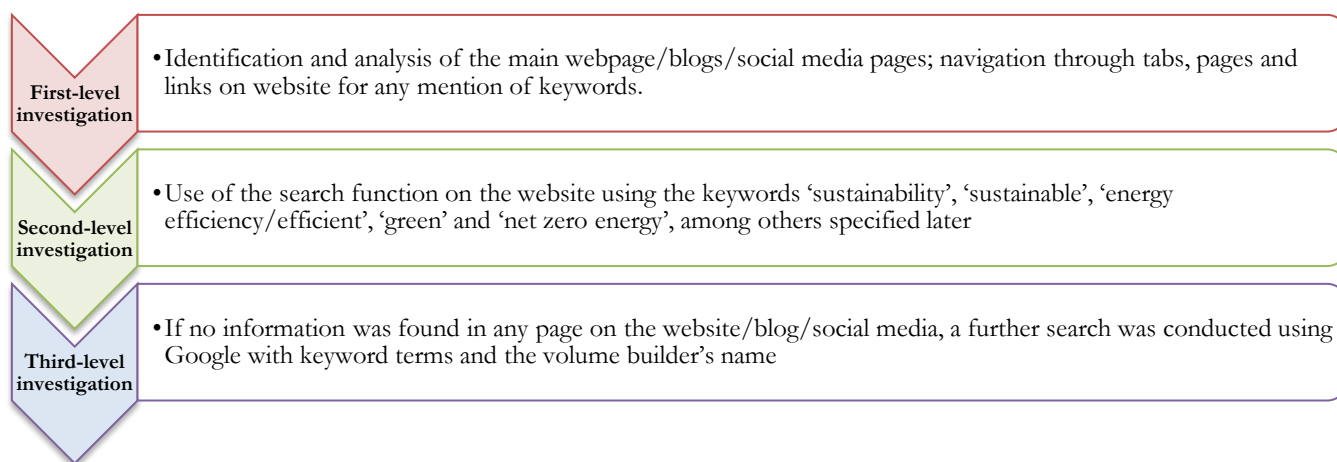 First-level
investigation
•Identification and analysis of the main webpage/blogs/social media pages; navigation through tabs, pages and
links on website for any mention of keywords.
Second-level
investigation
•Use of the search function on the website using the keywords ‘sustainability’, ‘sustainable’, ‘energy
efficiency/efficient’, ‘green’ and ‘net zero energy’, among others specified later
Third-level
investigation
•If no information was found in any page on the website/blog/social media, a further search was conducted using
Google with keyword terms and the volume builder’s name